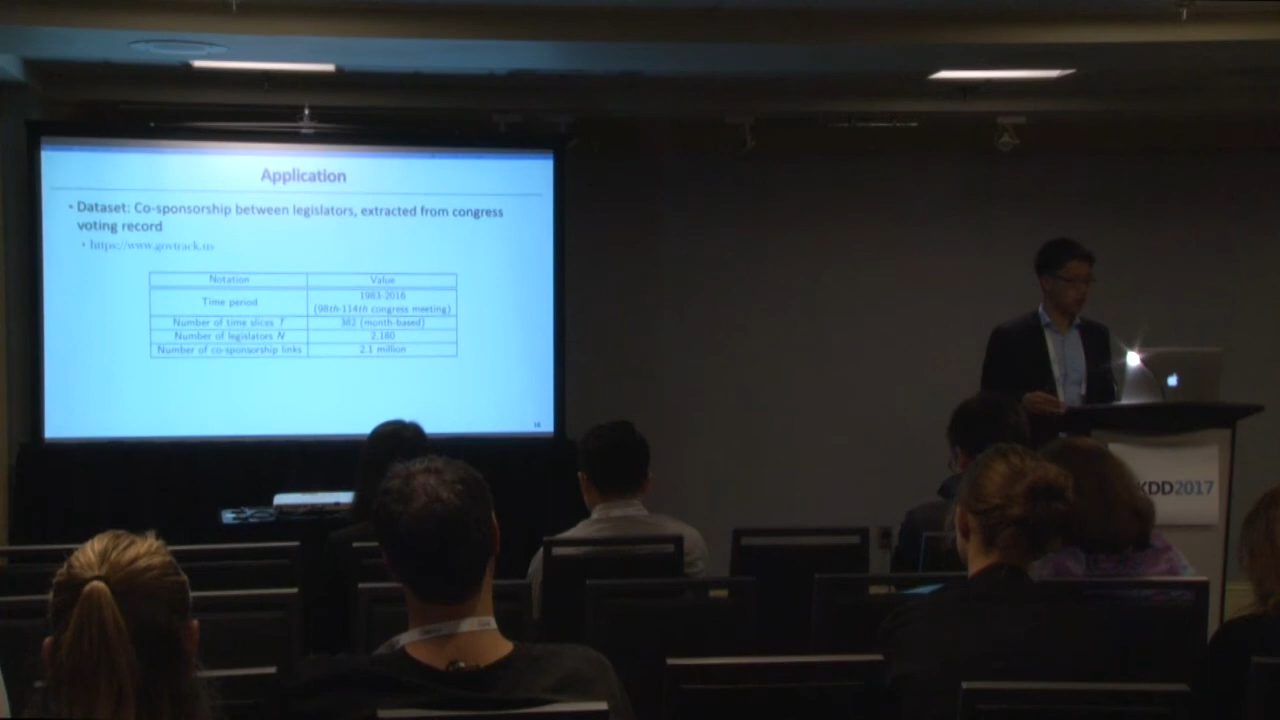 Application
• Dataset: Co-sponsorship between legislators, extracted from congress
voting record
• https://www.govtrack.us
Notation Value
Time period 1983-2016
(98th-114th congress meeting)
Number of time slices T 382 (month-based)
Number of legislators N 2,180
Number of co-sponsorship links 2.1 million
KDD2017